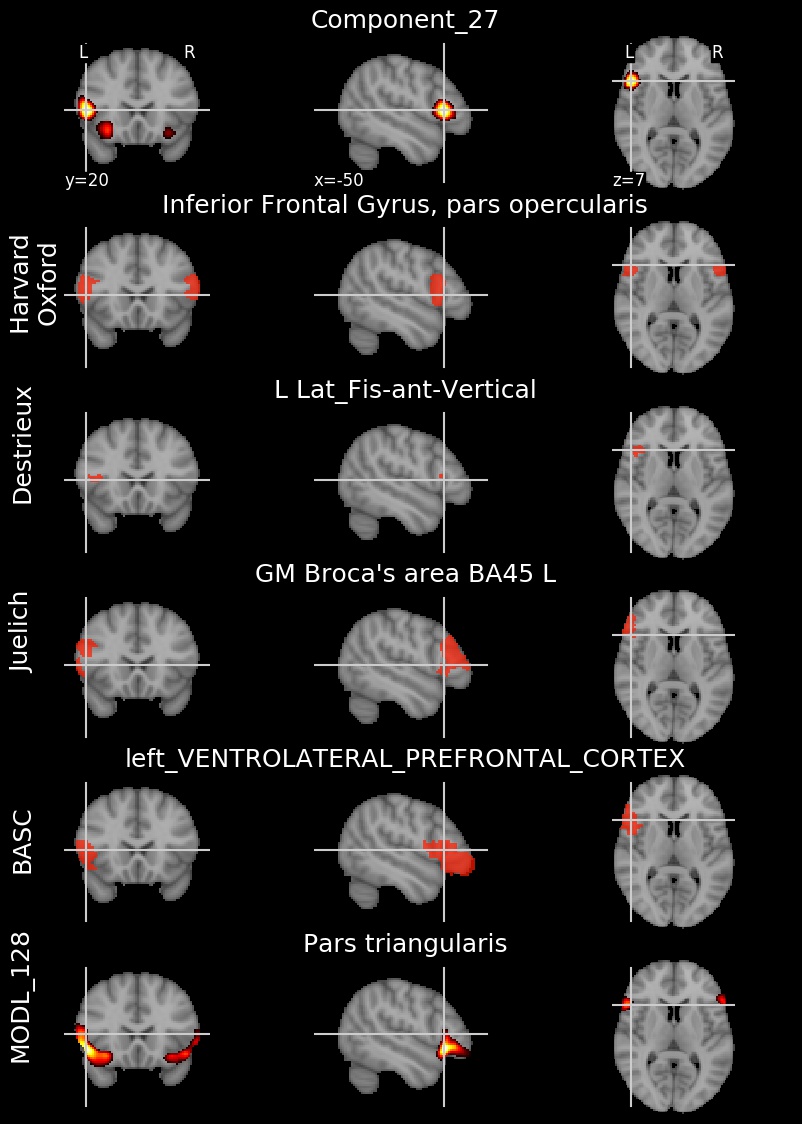 Component_27
L R
L R
y=20
x=-50
z=7
Inferior Frontal Gyrus, pars opercularis
Harvard
Oxford
L Lat_Fis-ant-Vertical
Destrieux
GM Broca's area BA45 L
Juelich
left_VENTROLATERAL_PREFRONTAL_CORTEX
BASC
Pars triangularis
MODL_128